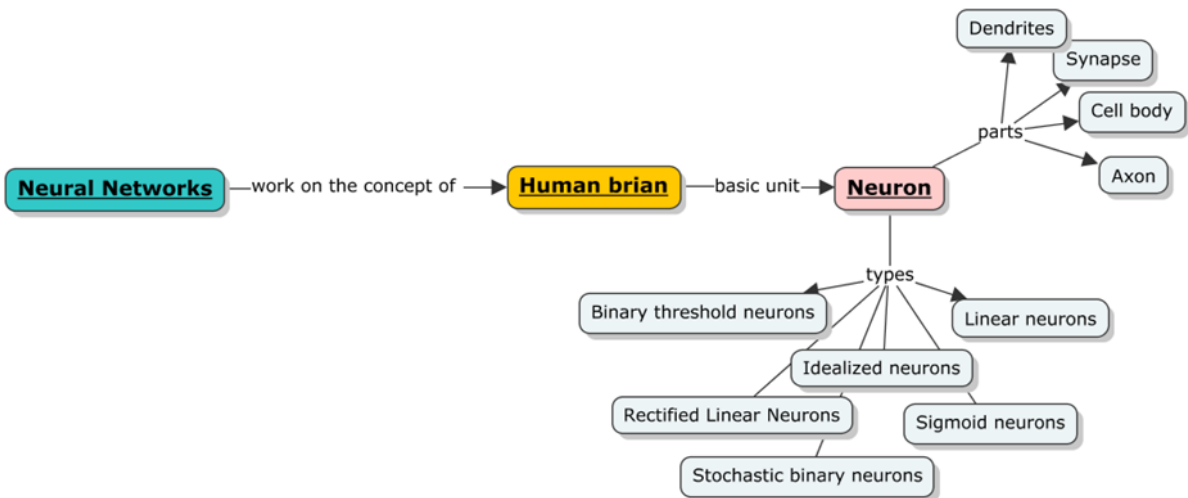 Dendrites
Synapse
Cell body
parts
Axon
Neural Networks work on the concept of Human brian basic unit Neuron
types
Binary threshold neurons
Linear neurons
Idealized neurons
Rectified Linear Neurons
Sigmoid neurons
Stochastic binary neurons